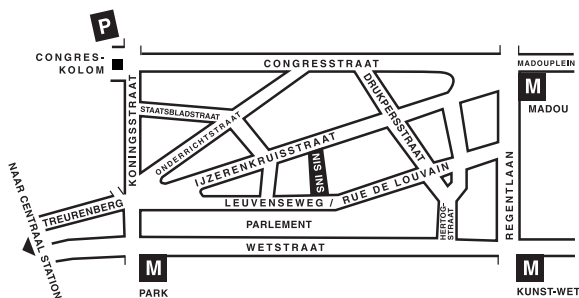 P
CONGRES-
KOLOM
CONGRESSTRAAT
MADOUPLEIN
M
MADOU
KONINGSSTRAAT
STAATSBLADSTRAAT
ONDERRICHTSTRAAT
DRUKPERSSTRAAT
IJZERENKRUISSTRAAT
NIS INS
NAAR CENTRAAL STATION
TREURENBERG
LEUVENSEWEG / RUE DE LOUVAIN
PARLEMENT
HERTOG-
STRAAT
REGENTLAAN
WETSTRAAT
M
PARK
M
KUNST-WET